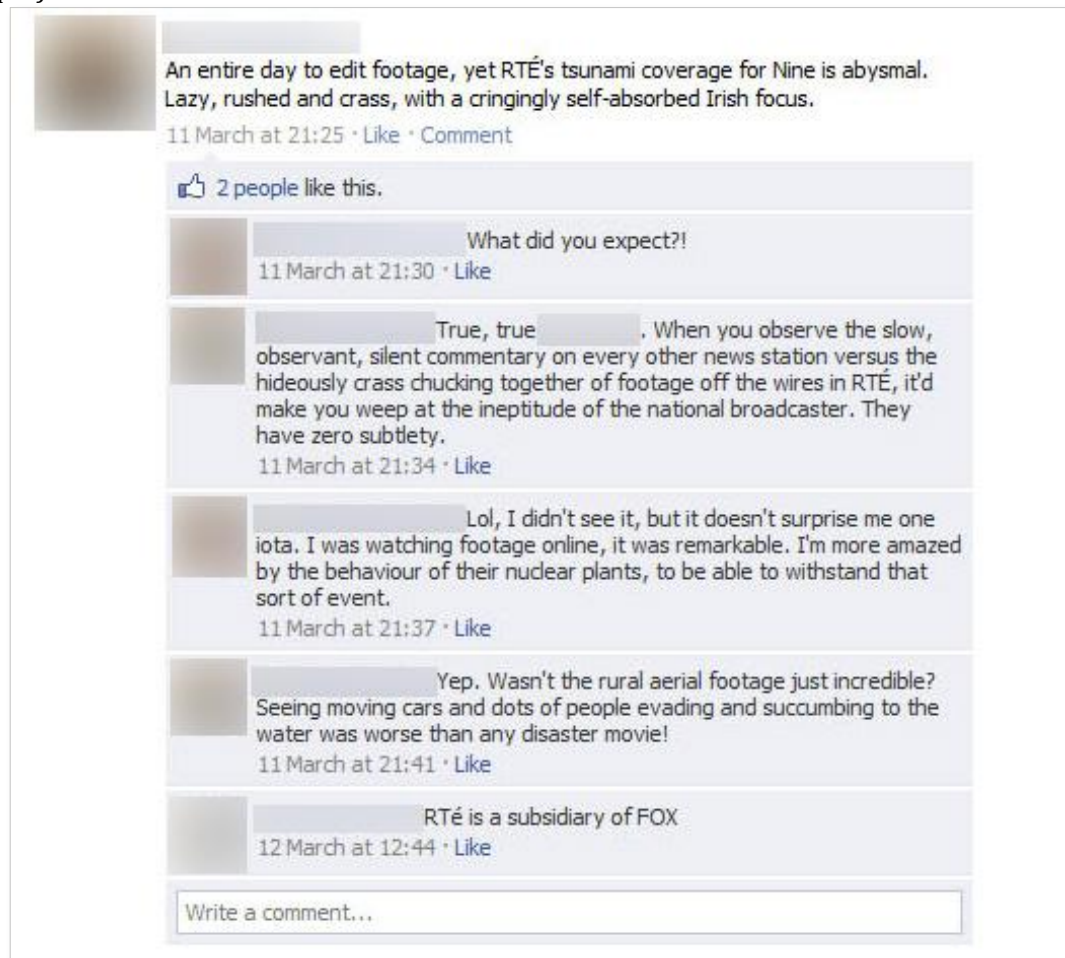 An entire day to edit footage, yet RTÉ's tsunami coverage for Nine is abysmal.
Lazy, rushed and crass, with a cringingly self-absorbed Irish focus.
11 March at 21:25 · Like · Comment
2 people like this.
What did you expect?!
11 March at 21:30 · Like
True, true . When you observe the slow,
observant, silent commentary on every other news station versus the
hideously crass chucking together of footage off the wires in RTÉ, it'd
make you weep at the ineptitude of the national broadcaster. They
have zero subtlety.
11 March at 21:34 · Like
Lol, I didn't see it, but it doesn't surprise me one
iota. I was watching footage online, it was remarkable. I'm more amazed
by the behaviour of their nuclear plants, to be able to withstand that
sort of event.
11 March at 21:37 · Like
Yep. Wasn't the rural aerial footage just incredible?
Seeing moving cars and dots of people evading and succumbing to the
water was worse than any disaster movie!
11 March at 21:41 · Like
RTé is a subsidiary of FOX
12 March at 12:44 · Like
Write a comment...